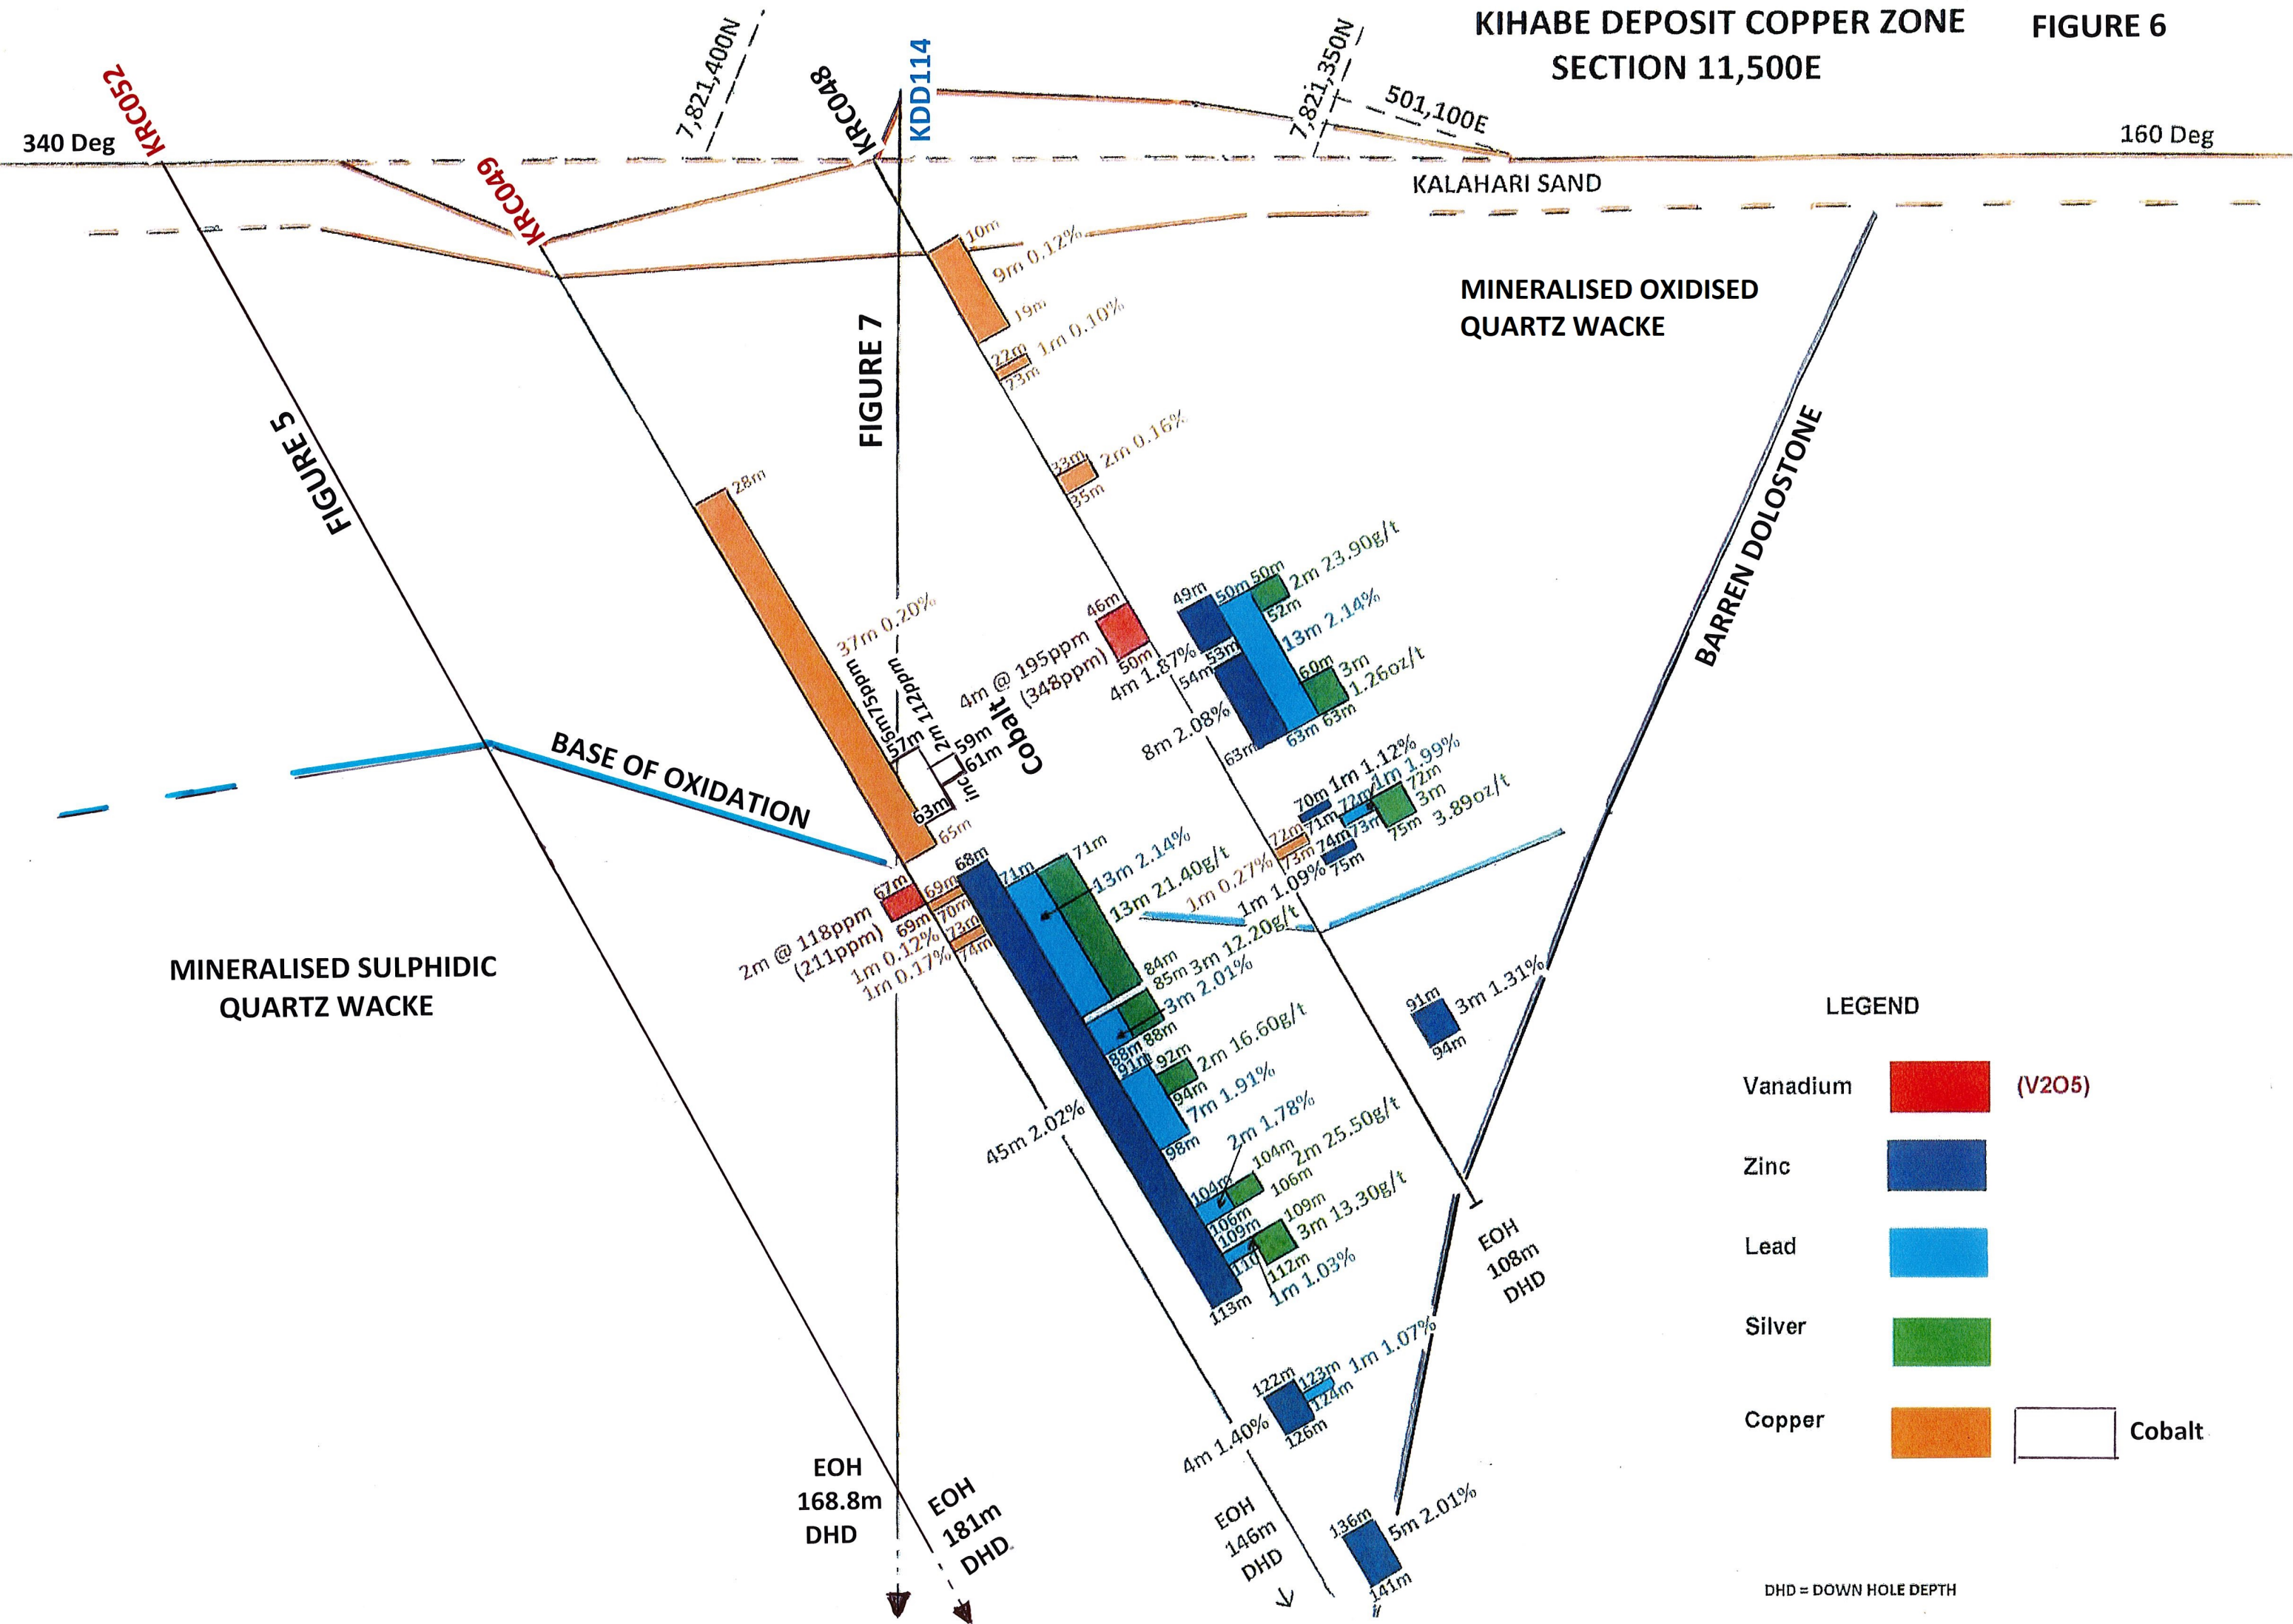 KIHABE DEPOSIT COPPER ZONE
SECTION 11,500E
FIGURE 6
340 Deg
160 Deg
KRC052
KRC049
7,821,400N
KRC048
KDD114
7,821,350N
501,100E
KALAHARI SAND
MINERALISED OXIDISED
QUARTZ WACKE
FIGURE 5
FIGURE 7
BARREN DOLOSTONE
BASE OF OXIDATION
MINERALISED SULPHIDIC
QUARTZ WACKE
10m
9m 0.12%
19m
22m
1m 0.10%
23m
33m
2m 0.16%
35m
46m
4m @ 195ppm
(348ppm)
50m
49m
4m 1.87%
53m
50m
50m
2m 23.90g/t
52m
13m 2.14%
54m
8m 2.08%
63m
60m
3m
1.26oz/t
63m
63m
70m
1m 1.12%
71m
72m
1m 1.99%
73m
72m
3m
3.89oz/t
75m
72m
73m
1m 0.27%
74m
75m
1m 1.09%
91m
3m 1.31%
94m
EOH
108m
DHD
28m
37m 0.20%
65m
57m
6m75ppm
2m 112ppm
59m
61m
inc
63m
Cobalt
67m
2m @ 118ppm
(211ppm)
69m
69m
70m
1m 0.12%
73m
74m
1m 0.17%
68m
45m 2.02%
113m
71m
71m
13m 2.14%
13m 21.40g/t
84m
85m 3m 12.20g/t
3m 2.01%
88m
88m
91m
92m
2m 16.60g/t
94m
7m 1.91%
98m
2m 1.78%
104m
104m
2m 25.50g/t
106m
106m
109m
109m
3m 13.30g/t
110
112m
1m 1.03%
122m
123m
1m 1.07%
124m
126m
4m 1.40%
136m
5m 2.01%
141m
EOH
168.8m
DHD
EOH
181m
DHD
EOH
146m
DHD
LEGEND
Vanadium
(V2O5)
Zinc
Lead
Silver
Copper
Cobalt
DHD = DOWN HOLE DEPTH